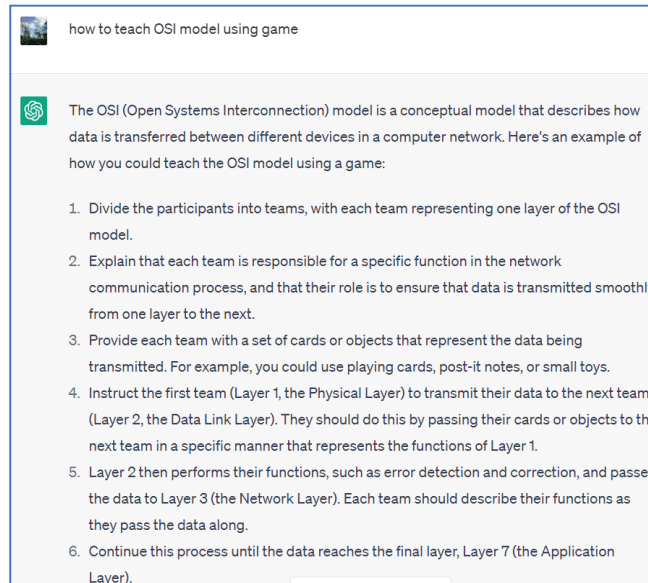 how to teach OSI model using game
The OSI (Open Systems Interconnection) model is a conceptual model that describes how
data is transferred between different devices in a computer network. Here's an example of
how you could teach the OSI model using a game:
1. Divide the participants into teams, with each team representing one layer of the OSI
model.
2. Explain that each team is responsible for a specific function in the network
communication process, and that their role is to ensure that data is transmitted smoothl
from one layer to the next.
3. Provide each team with a set of cards or objects that represent the data being
transmitted. For example, you could use playing cards, post-it notes, or small toys.
4. Instruct the first team (Layer 1, the Physical Layer) to transmit their data to the next team
(Layer 2, the Data Link Layer). They should do this by passing their cards or objects to th
next team in a specific manner that represents the functions of Layer 1.
5. Layer 2 then performs their functions, such as error detection and correction, and passe
the data to Layer 3 (the Network Layer). Each team should describe their functions as
they pass the data along.
6. Continue this process until the data reaches the final layer, Layer 7 (the Application
Layer).